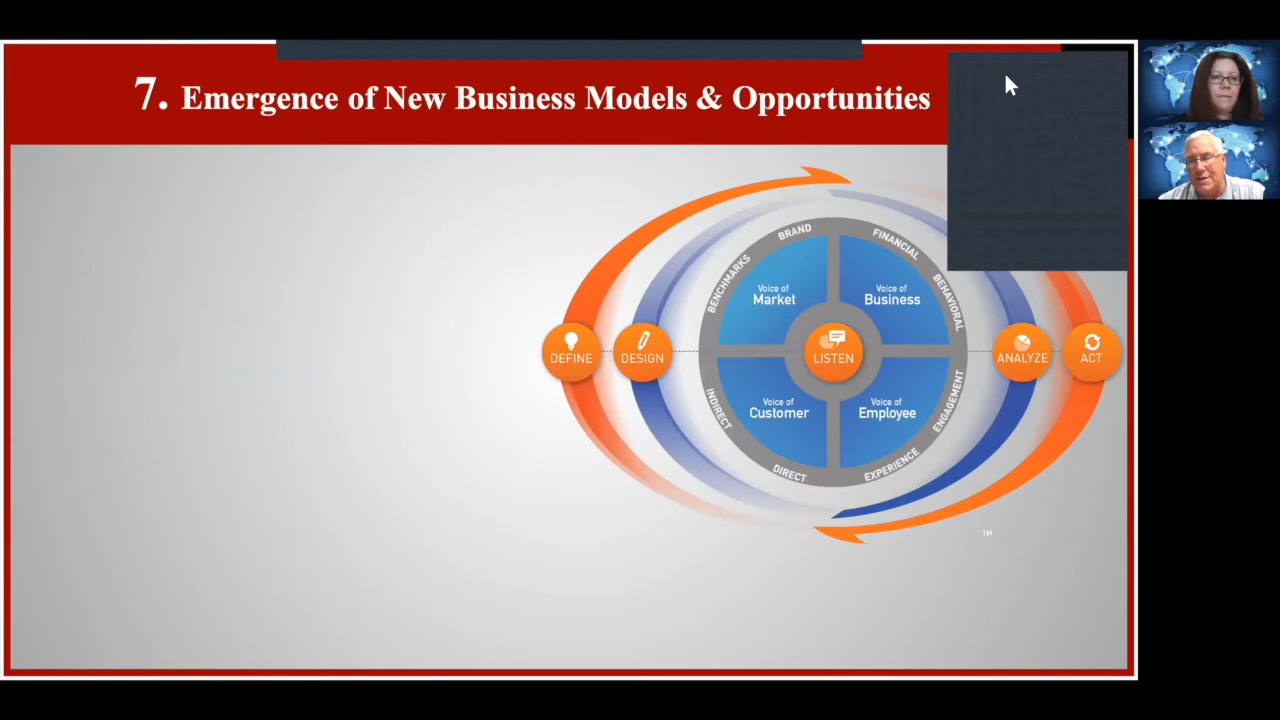 7. Emergence of New Business Models & Opportunities
BRAND
FINANCIAL
BENCHMARKS
BEHAVIORAL
Voice of
Market
Voice of
Business
DEFINE
DESIGN
LISTEN
ANALYZE
ACT
Voice of
Customer
Voice of
Employee
INDIRECT
ENGAGEMENT
DIRECT
EXPERIENCE
TM